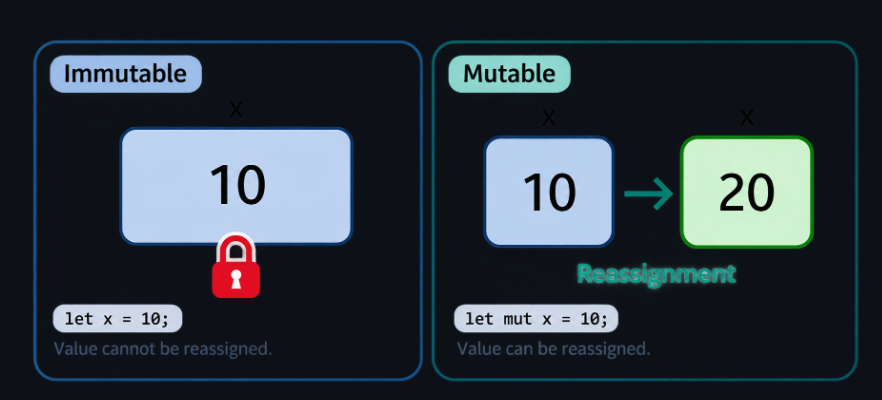 Immutable
x
10
let x = 10;
Value cannot be reassigned.
Mutable
x
x
10
20
Reassignment
let mut x = 10;
Value can be reassigned.